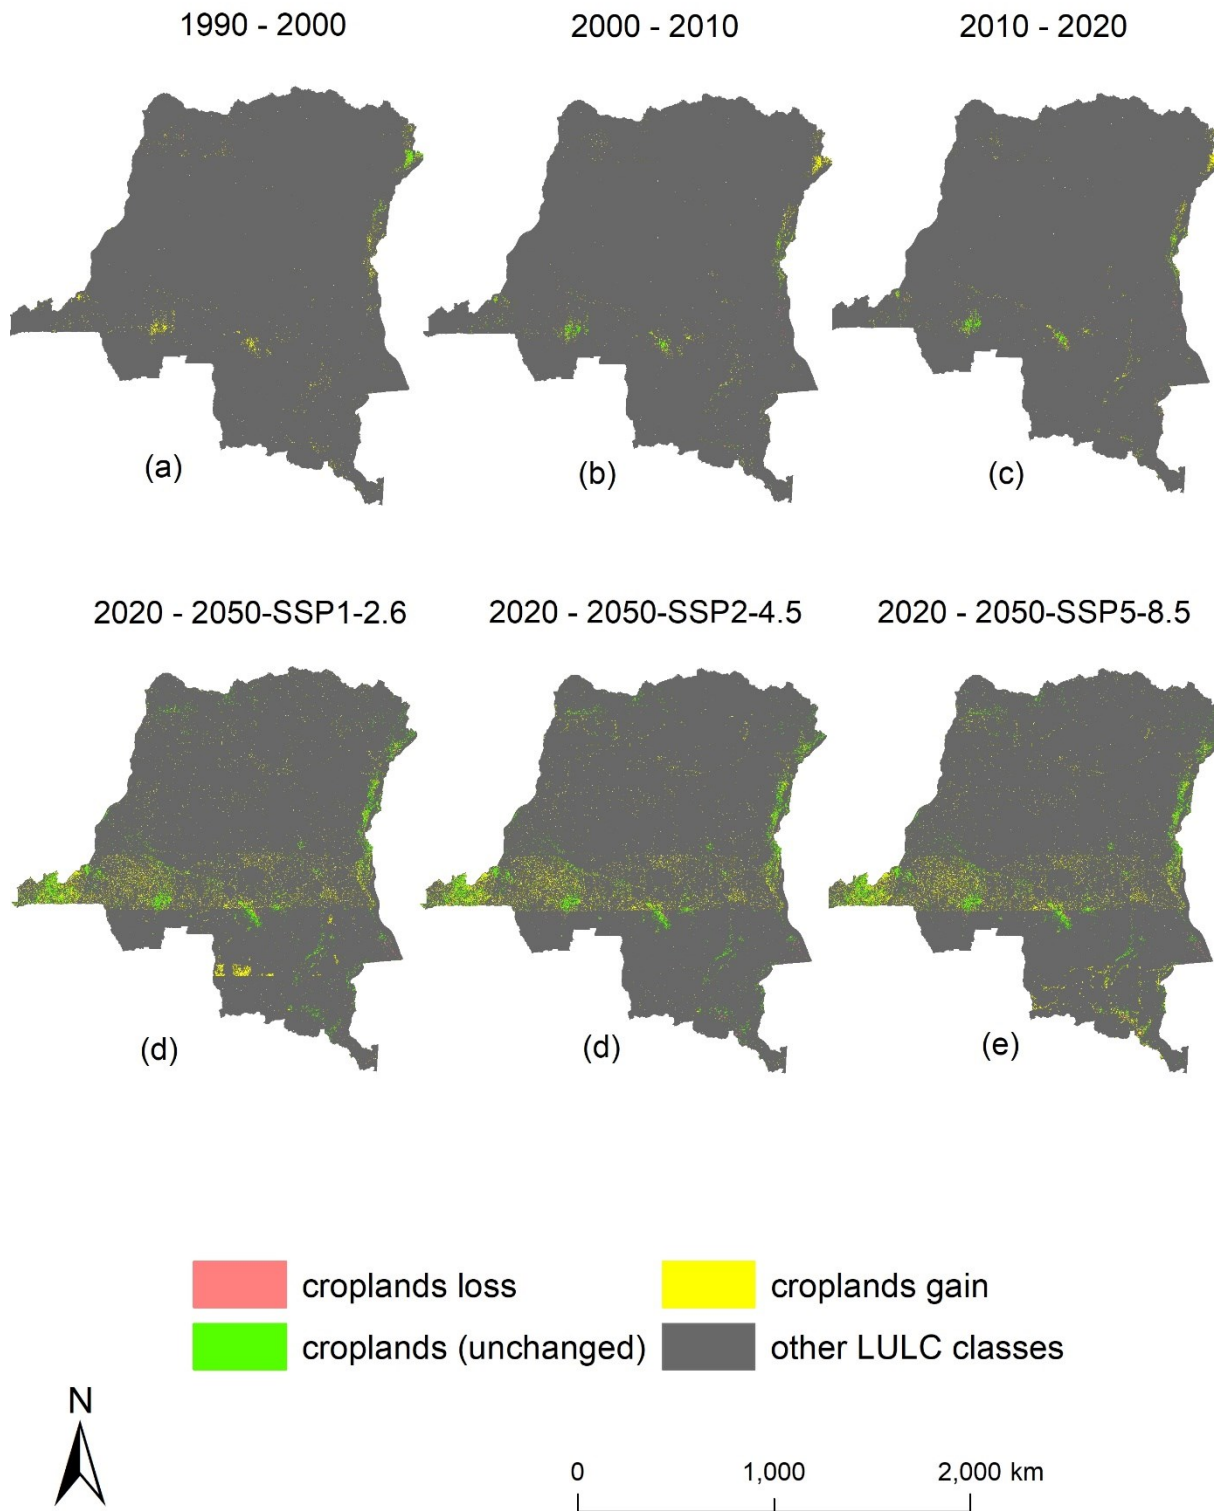 1990 - 2000
2000 - 2010
2010 - 2020
(a)
(b)
(c)
2020 - 2050-SSP1-2.6
2020 - 2050-SSP2-4.5
2020 - 2050-SSP5-8.5
(d)
(d)
(e)
croplands loss
croplands gain
croplands (unchanged)
other LULC classes
N
0 1,000 2,000 km